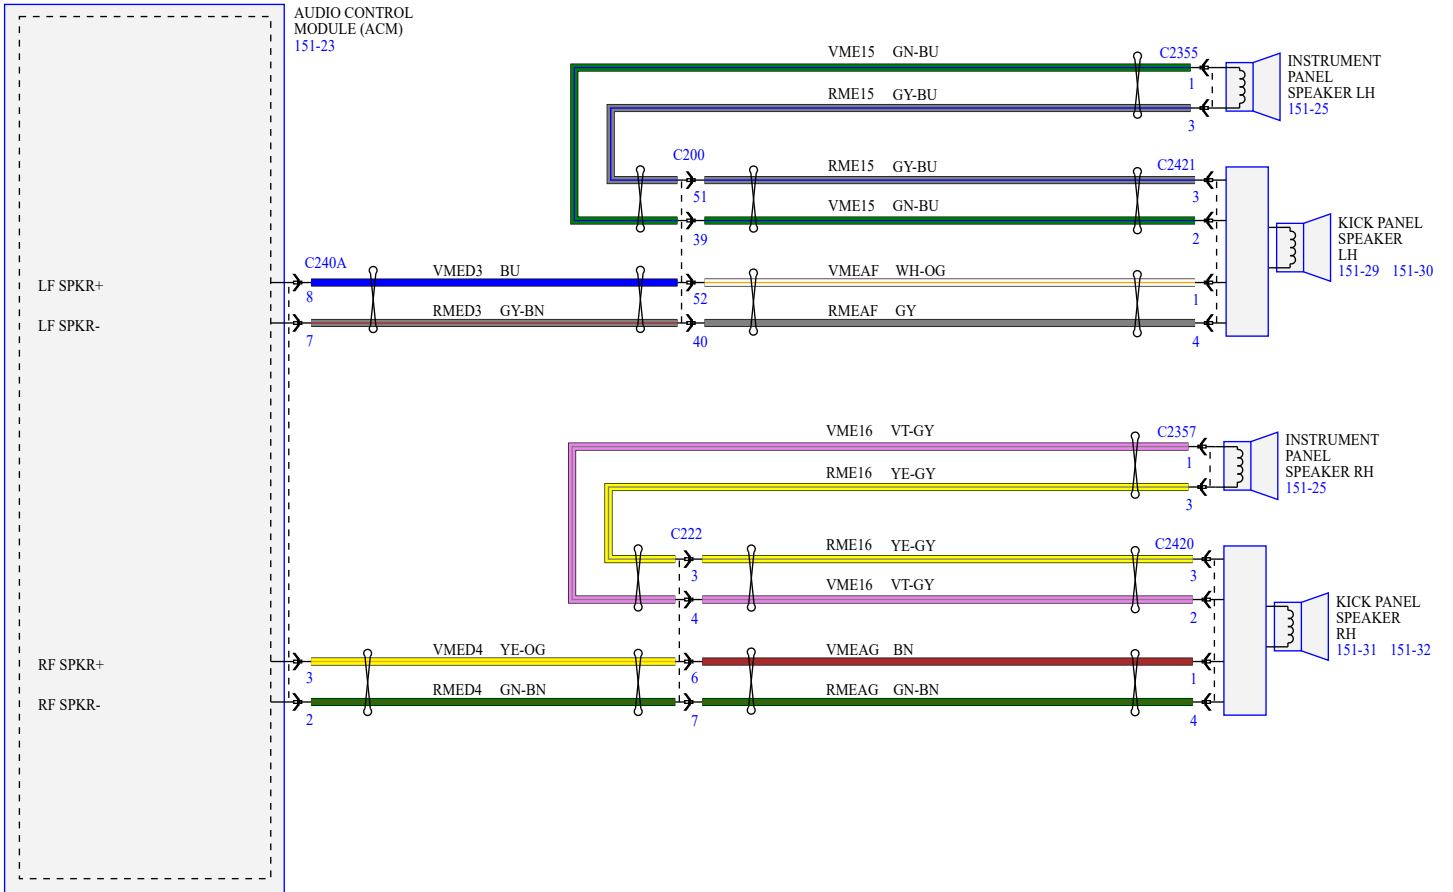 AUDIO CONTROL
MODULE (ACM)
151-23
VME15 GN-BU
C2355
1
INSTRUMENT
PANEL
SPEAKER LH
151-25
RME15 GY-BU
3
C200
RME15 GY-BU
C2421
51
3
VME15 GN-BU
39
2
KICK PANEL
SPEAKER
LH
151-29 151-30
C240A
LF SPKR+
8
VMED3 BU
52
VMEAF WH-OG
1
LF SPKR-
7
RMED3 GY-BN
40
RMEAF GY
4
VME16 VT-GY
C2357
1
INSTRUMENT
PANEL
SPEAKER RH
151-25
RME16 YE-GY
3
C222
RME16 YE-GY
C2420
3
3
VME16 VT-GY
4
2
KICK PANEL
SPEAKER
RH
151-31 151-32
RF SPKR+
3
VMED4 YE-OG
6
VMEAG BN
1
RF SPKR-
2
RMED4 GN-BN
7
RMEAG GN-BN
4